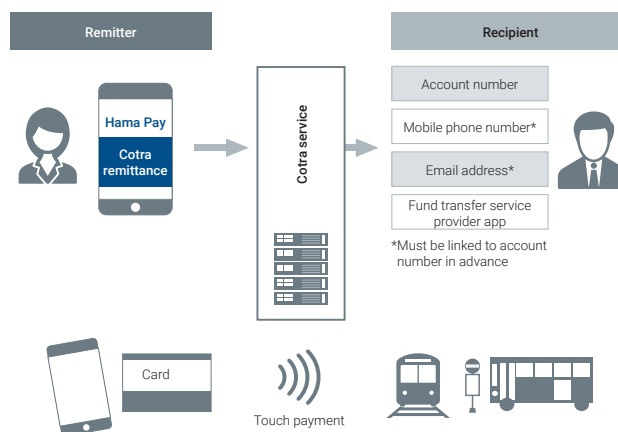 Remitter
Recipient
Hama Pay
Cotra
remittance
Cotra service
Account number
Mobile phone number*
Email address*
Fund transfer service
provider app
*Must be linked to account
number in advance
Card
Touch payment